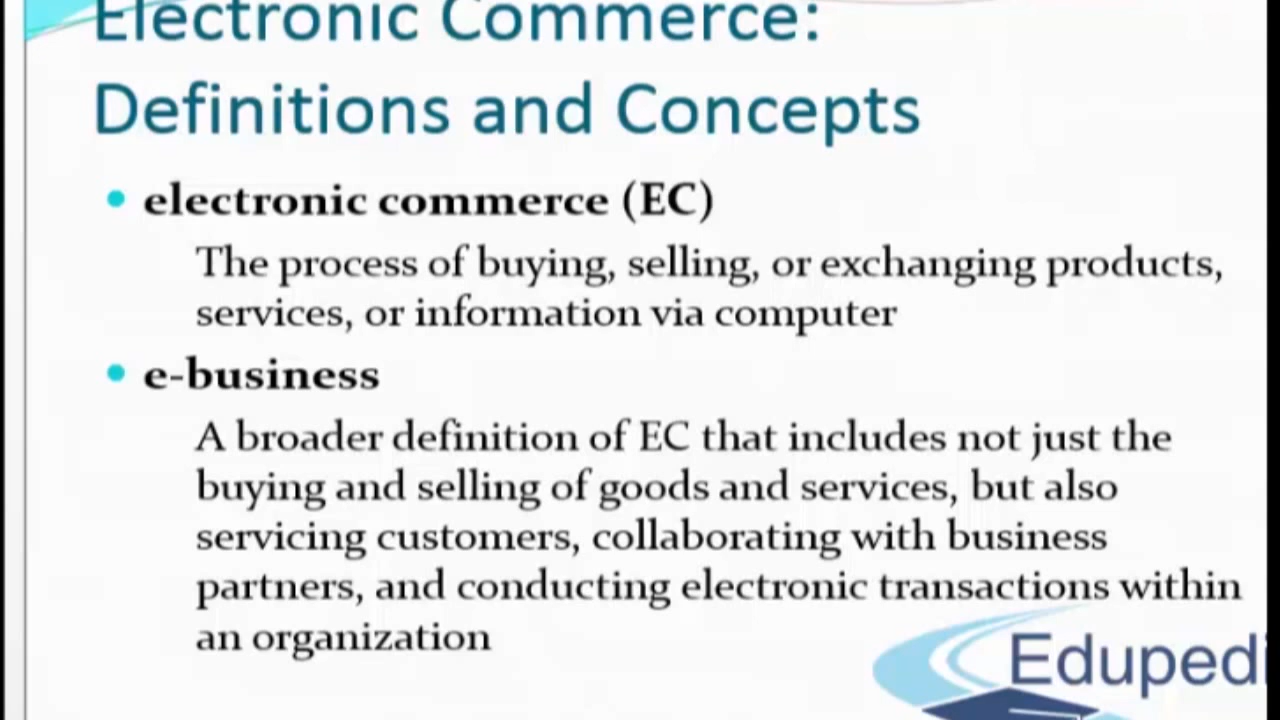 Electronic Commerce:
Definitions and Concepts
• electronic commerce (EC)
The process of buying, selling, or exchanging products,
services, or information via computer
• e-business
A broader definition of EC that includes not just the
buying and selling of goods and services, but also
servicing customers, collaborating with business
partners, and conducting electronic transactions within
an organization
Edupedi